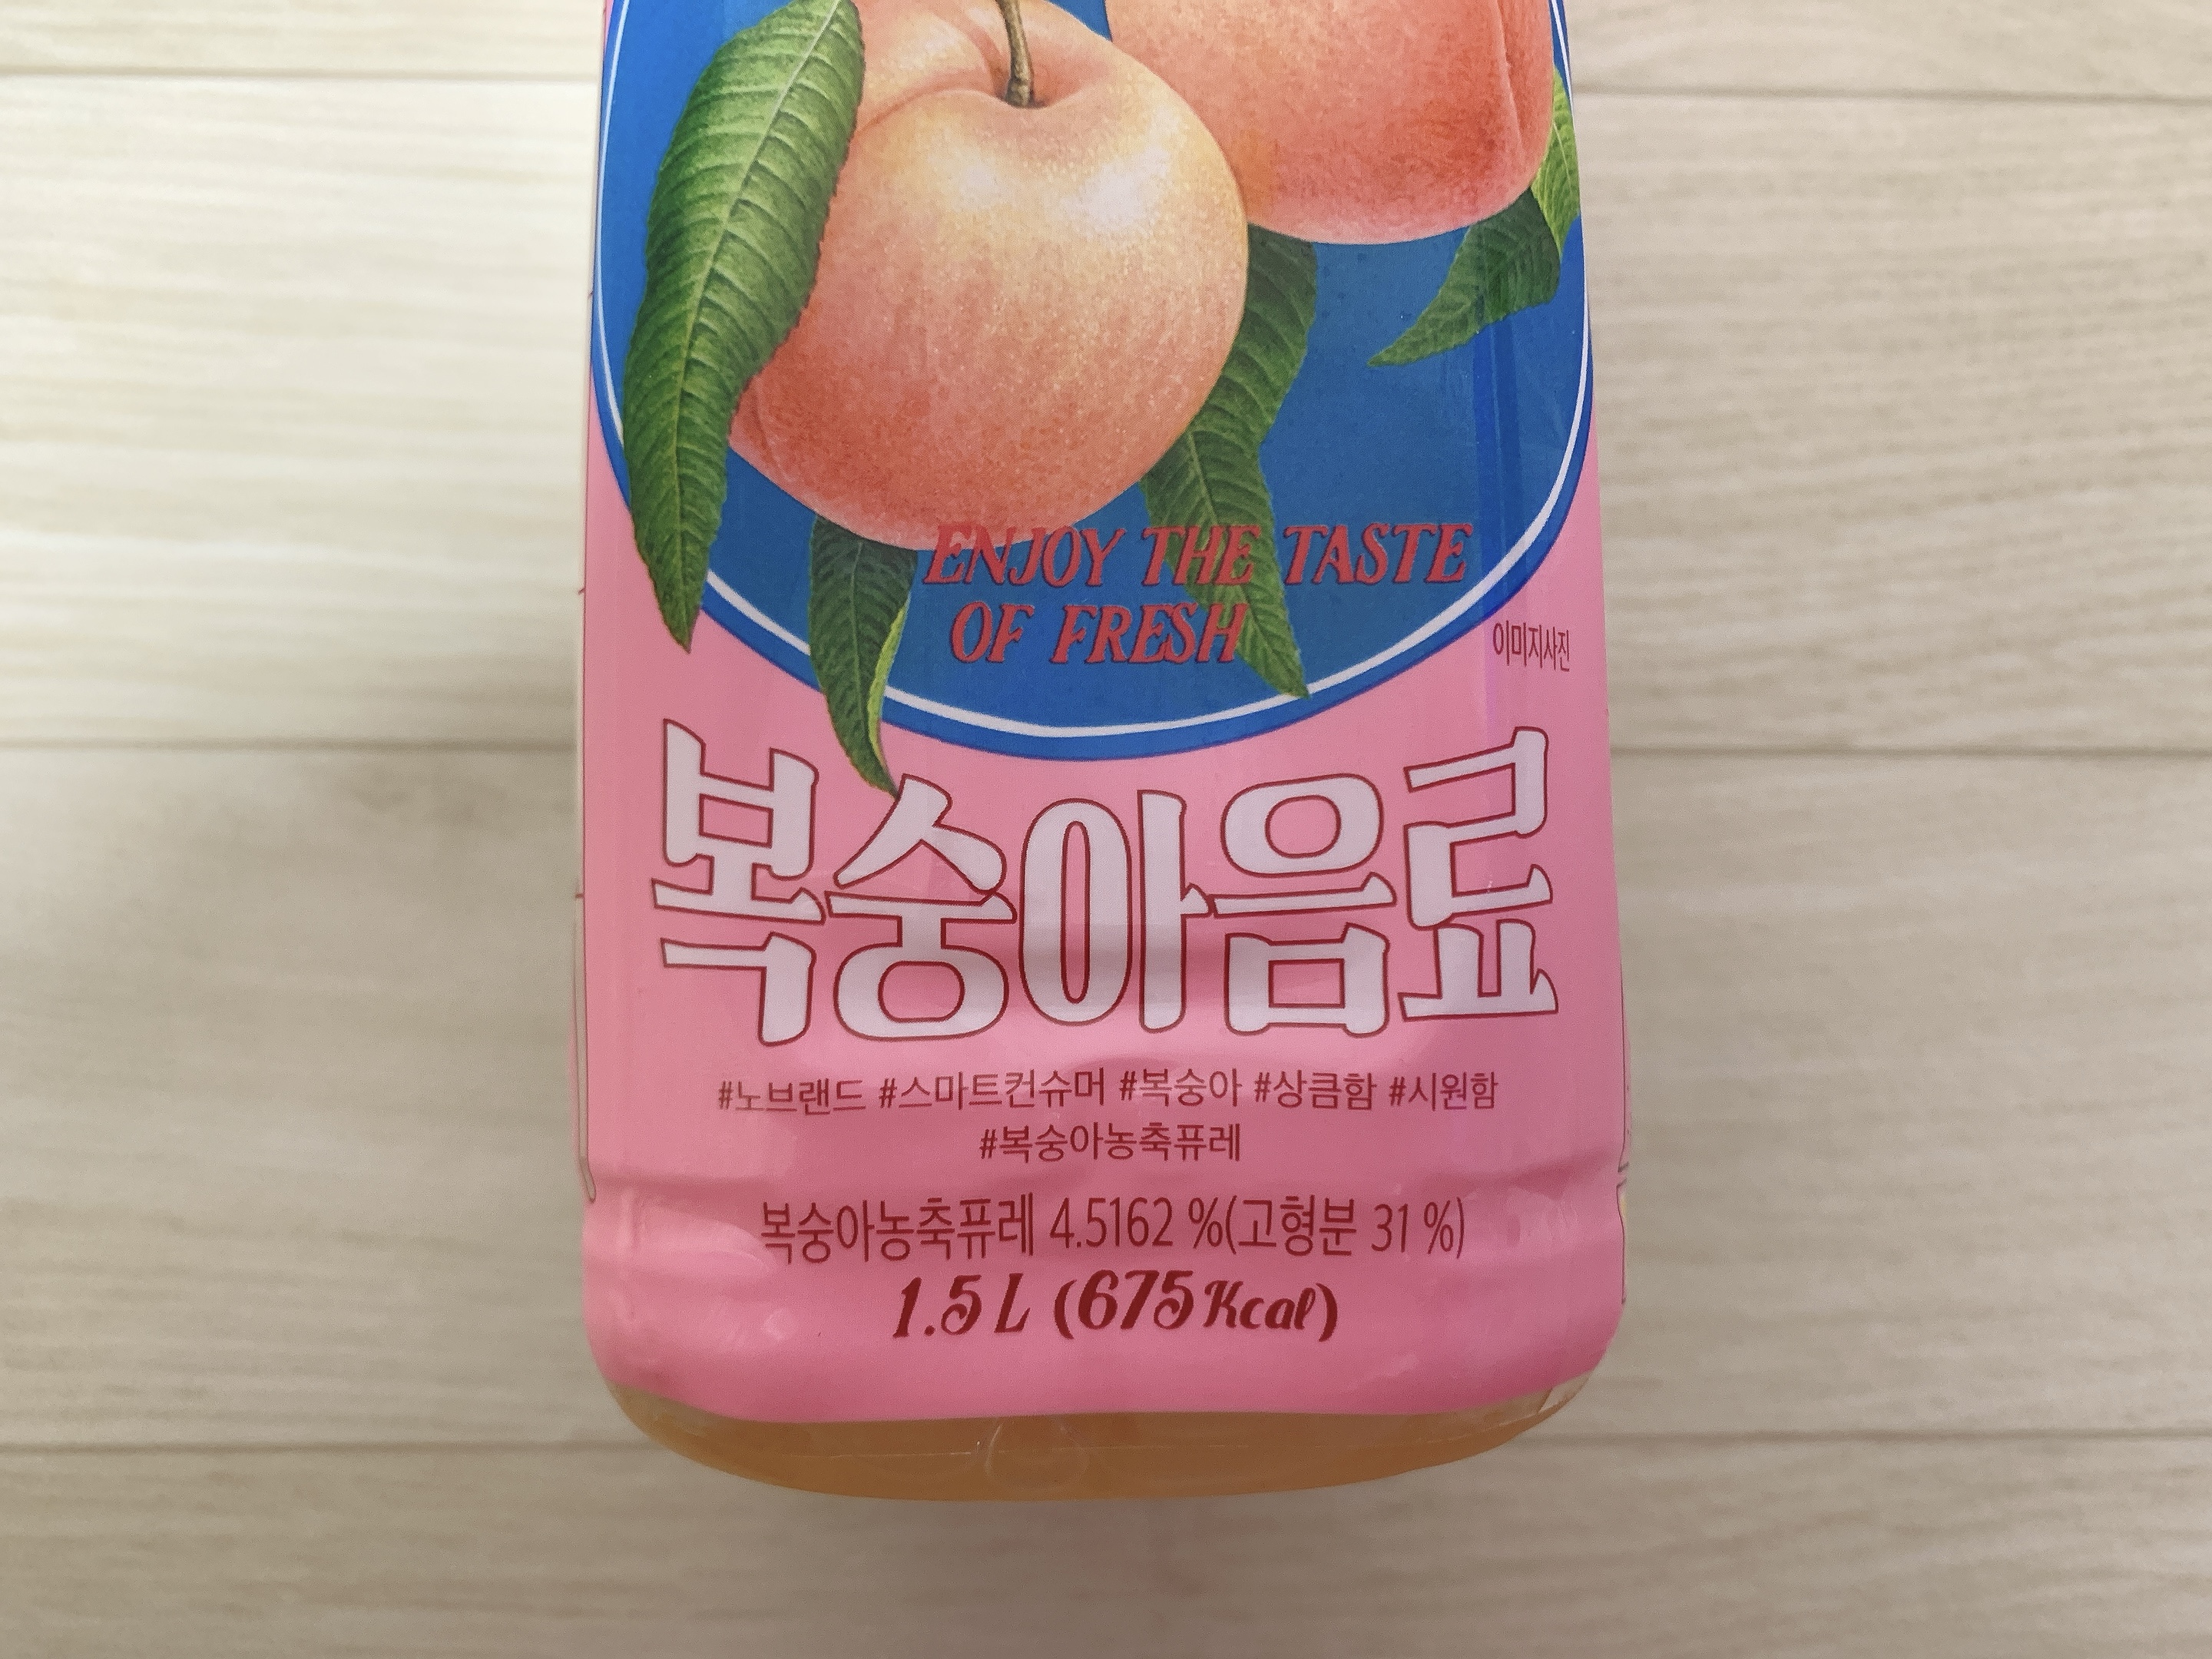 ENJOY THE TASTE
OF FRESH
이미지사진
복숭아음료
#노브랜드 #스마트컨슈머 #복숭아 #상큼함 #시원함
#복숭아농축퓨레
복숭아농축퓨레 4.5162 %(고형분 31 %)
1.5 L (675Kcal)